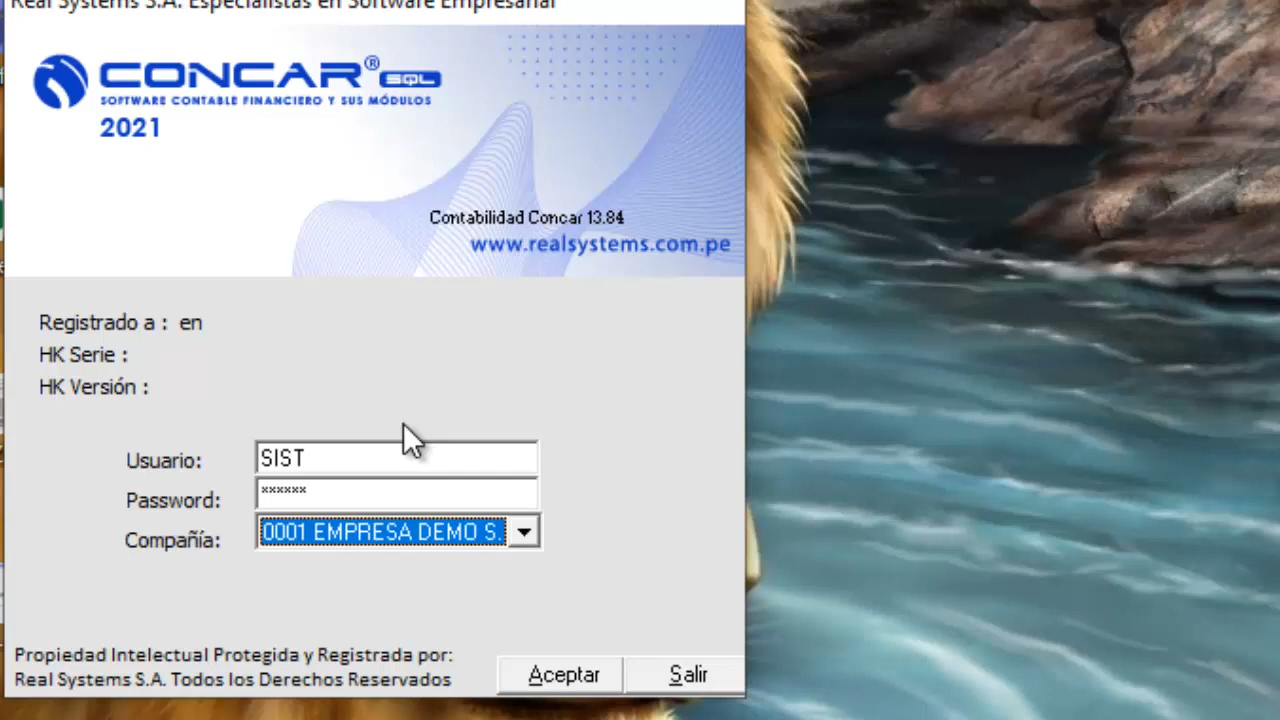 Real Systems S.A. Especialistas en Software Empresarial
CONCAR® SQL
SOFTWARE CONTABLE FINANCIERO Y SUS MÓDULOS
2021
Contabilidad Concar 13.84
www.realsystems.com.pe
Registrado a : en
HK Serie :
HK Versión :
Usuario: SIST
Password: ******
Compañía: 0001 EMPRESA DEMO S.
Propiedad Intelectual Protegida y Registrada por:
Real Systems S.A. Todos los Derechos Reservados
Aceptar Salir